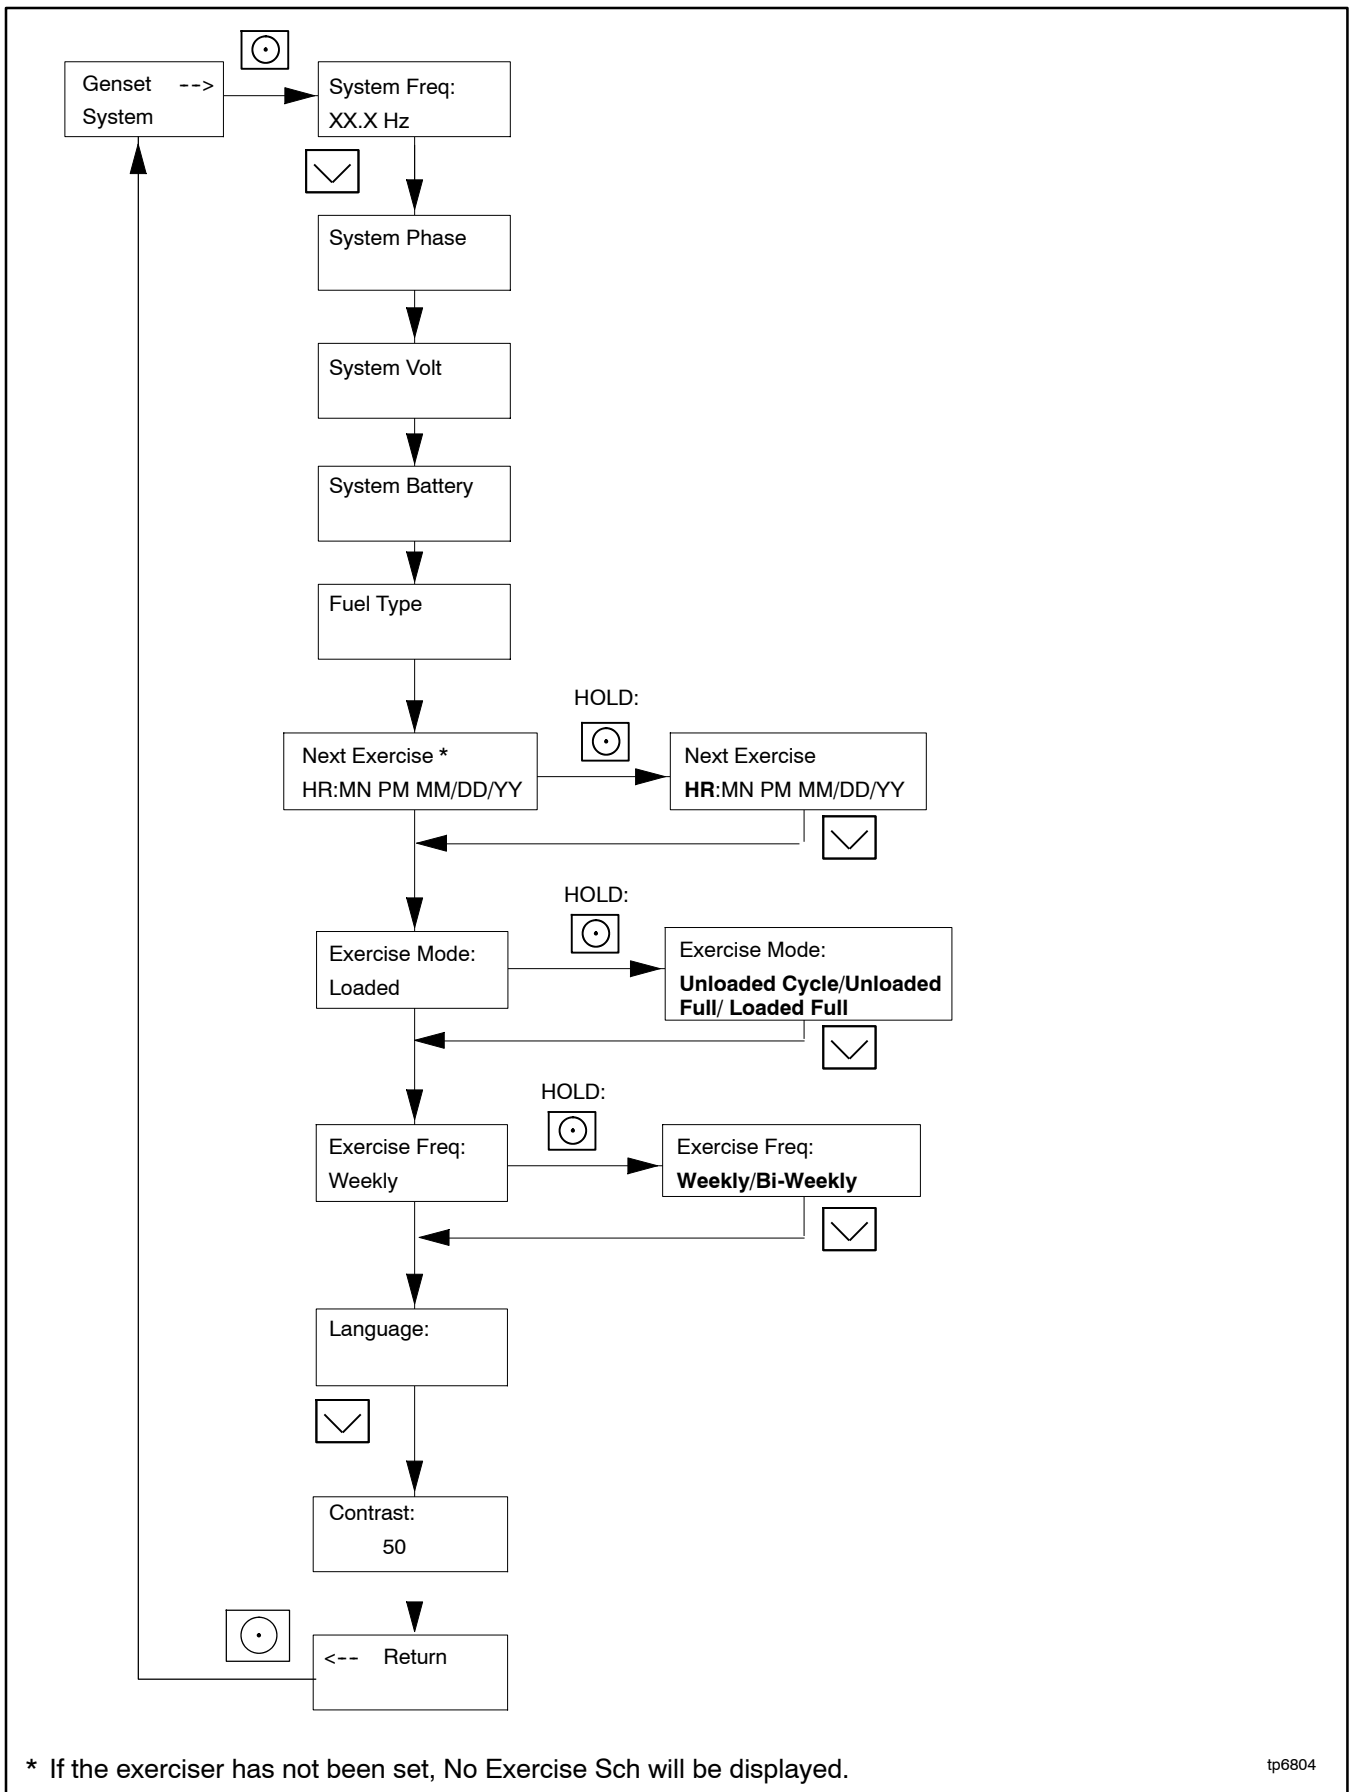 Genset -->
System
System Freq:
XX.X Hz
System Phase
System Volt
System Battery
Fuel Type
HOLD:
Next Exercise *
HR:MN PM MM/DD/YY
Next Exercise
HR:MN PM MM/DD/YY
HOLD:
Exercise Mode:
Loaded
Exercise Mode:
Unloaded Cycle/Unloaded
Full/ Loaded Full
HOLD:
Exercise Freq:
Weekly
Exercise Freq:
Weekly/Bi-Weekly
Language:
Contrast:
50
<-- Return
* If the exerciser has not been set, No Exercise Sch will be displayed.
tp6804